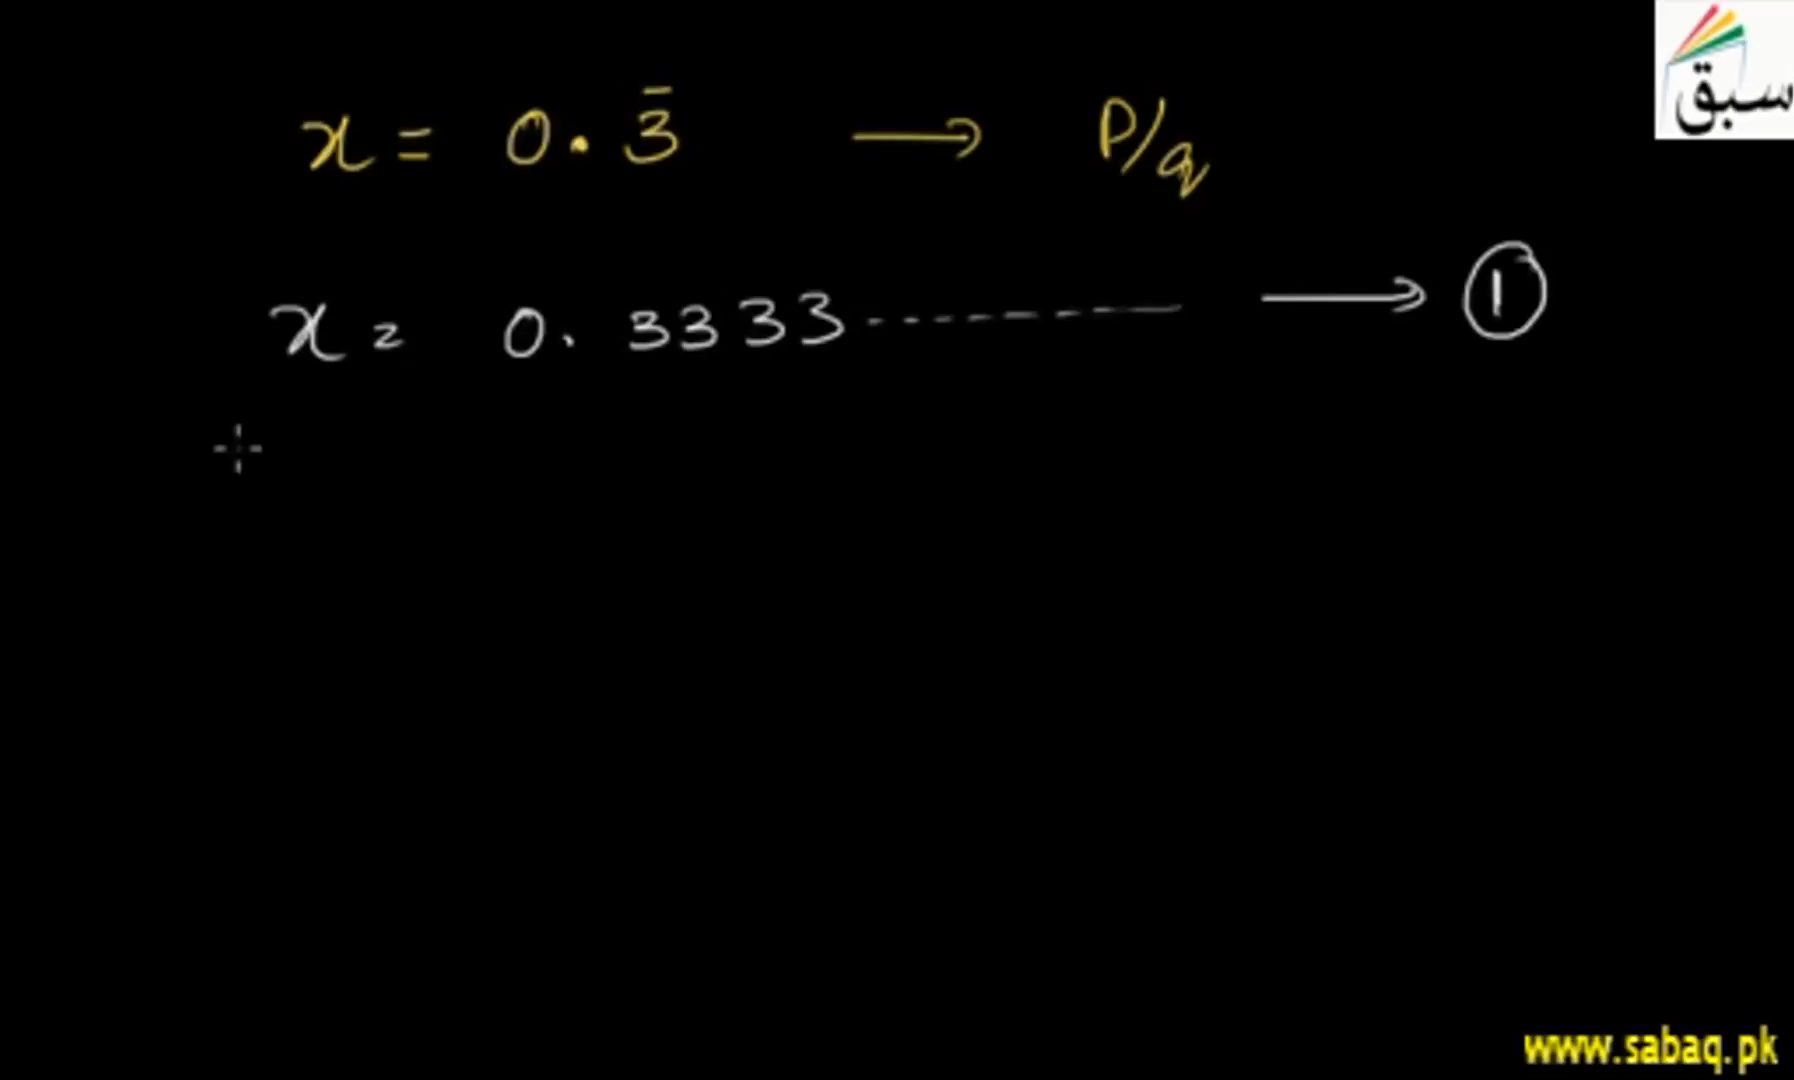 سبق
x = 0.3̄ → P/q
x = 0.3333------- → ①
www.sabaq.pk